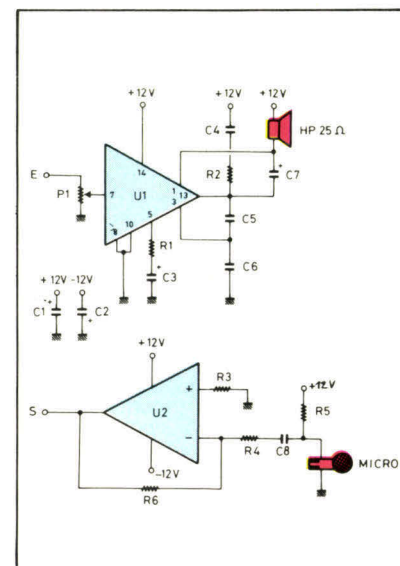 +12V
+12V
+12V
C4
HP 25 Ω
14
E
P1
7
U1
1
13
3
R2
C7
+
8
10
5
R1
C5
+
C3
C6
+12V
-12V
C1
+
C2
+
+12V
+
R3
+12V
S
U2
R5
-
R4
C8
MICRO
-12V
R6